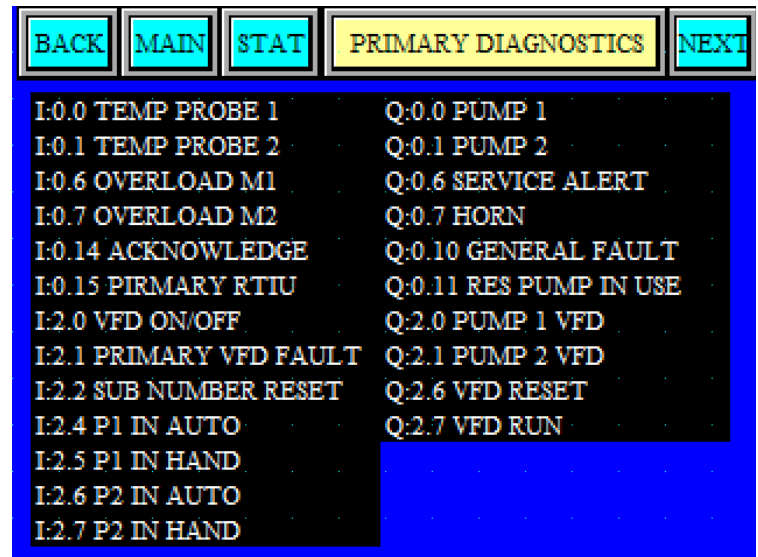 BACK MAIN STAT PRIMARY DIAGNOSTICS NEXT
I:0.0 TEMP PROBE 1
I:0.1 TEMP PROBE 2
I:0.6 OVERLOAD M1
I:0.7 OVERLOAD M2
I:0.14 ACKNOWLEDGE
I:0.15 PIRMARY RTIU
I:2.0 VFD ON/OFF
I:2.1 PRIMARY VFD FAULT
I:2.2 SUB NUMBER RESET
I:2.4 P1 IN AUTO
I:2.5 P1 IN HAND
I:2.6 P2 IN AUTO
I:2.7 P2 IN HAND
Q:0.0 PUMP 1
Q:0.1 PUMP 2
Q:0.6 SERVICE ALERT
Q:0.7 HORN
Q:0.10 GENERAL FAULT
Q:0.11 RES PUMP IN USE
Q:2.0 PUMP 1 VFD
Q:2.1 PUMP 2 VFD
Q:2.6 VFD RESET
Q:2.7 VFD RUN